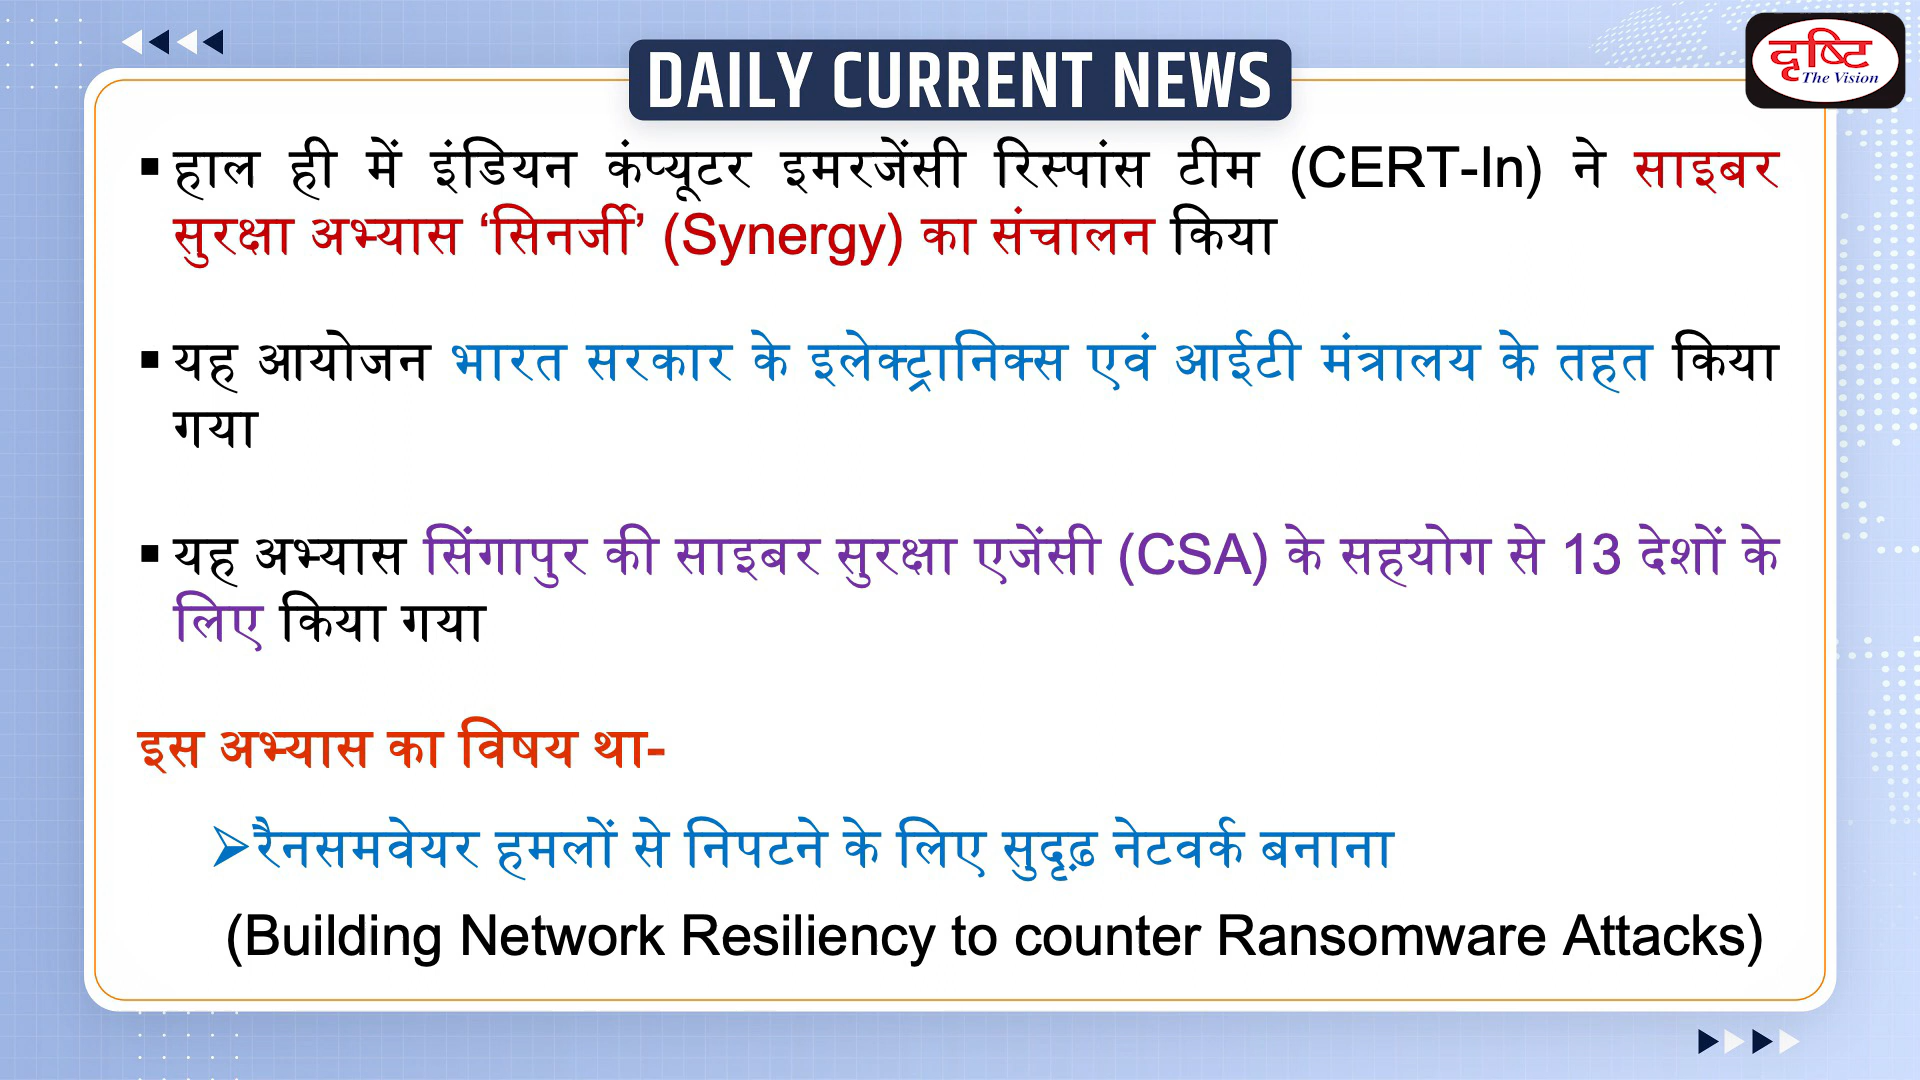 DAILY CURRENT NEWS
दृष्टि
The Vision
▪ हाल ही में इंडियन कंप्यूटर इमरजेंसी रिस्पांस टीम (CERT-In) ने साइबर
सुरक्षा अभ्यास ‘सिनर्जी’ (Synergy) का संचालन किया
▪ यह आयोजन भारत सरकार के इलेक्ट्रानिक्स एवं आईटी मंत्रालय के तहत किया
गया
▪ यह अभ्यास सिंगापुर की साइबर सुरक्षा एजेंसी (CSA) के सहयोग से 13 देशों के
लिए किया गया
इस अभ्यास का विषय था-
➢रैनसमवेयर हमलों से निपटने के लिए सुदृढ़ नेटवर्क बनाना
(Building Network Resiliency to counter Ransomware Attacks)